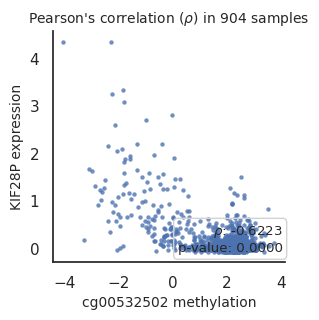 Pearson's correlation (ρ) in 904 samples
4
3
2
1
0
KIF28P expression
ρ: -0.6223
p-value: 0.0000
−4 −2 0 2 4
cg00532502 methylation